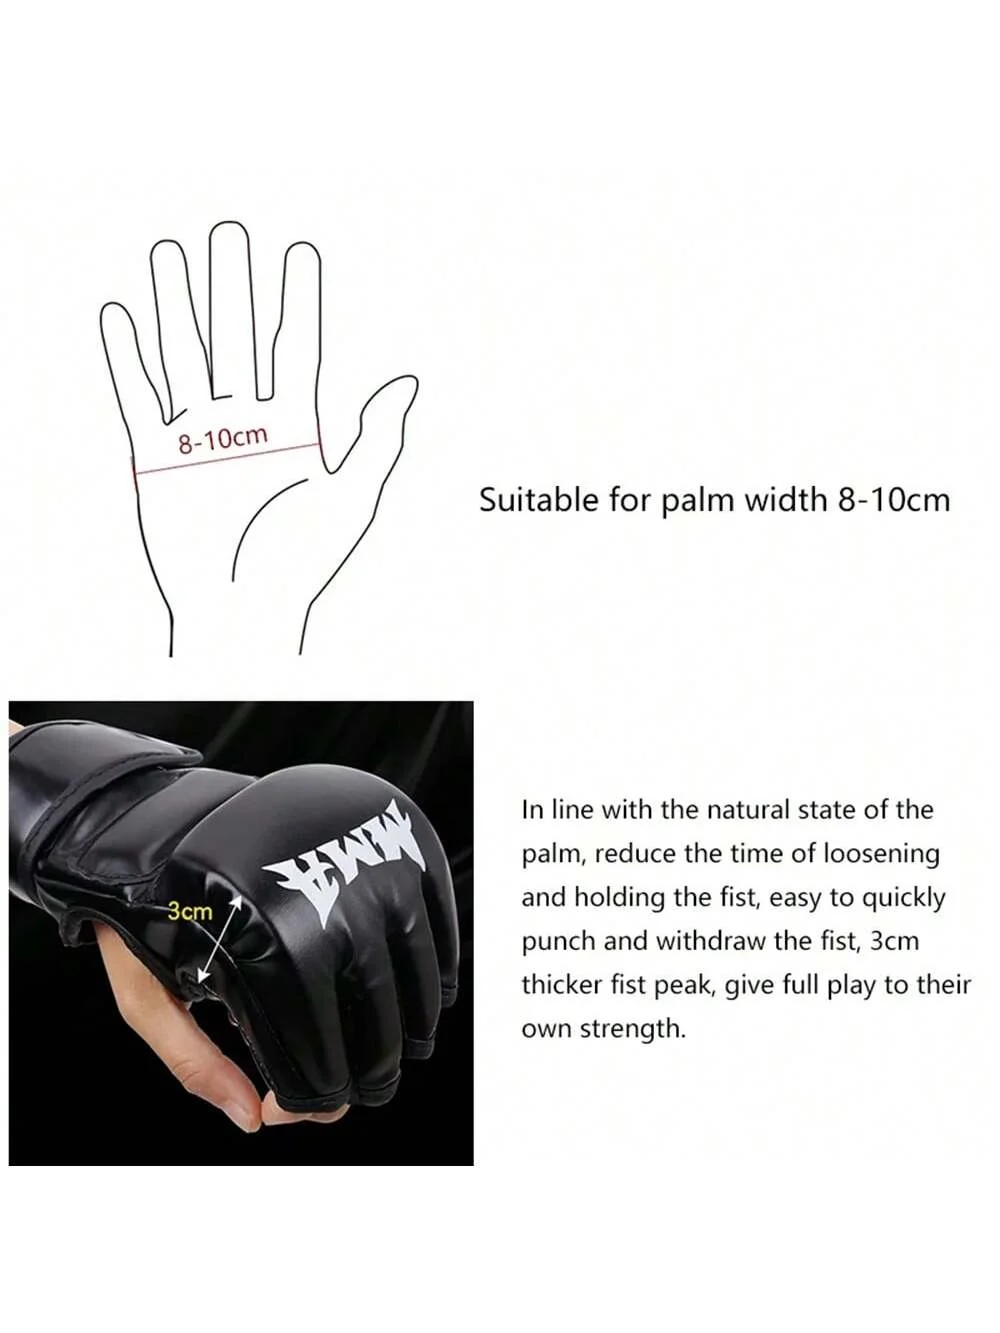 8-10cm
Suitable for palm width 8-10cm
MMA
3cm
In line with the natural state of the
palm, reduce the time of loosening
and holding the fist, easy to quickly
punch and withdraw the fist, 3cm
thicker fist peak, give full play to their
own strength.